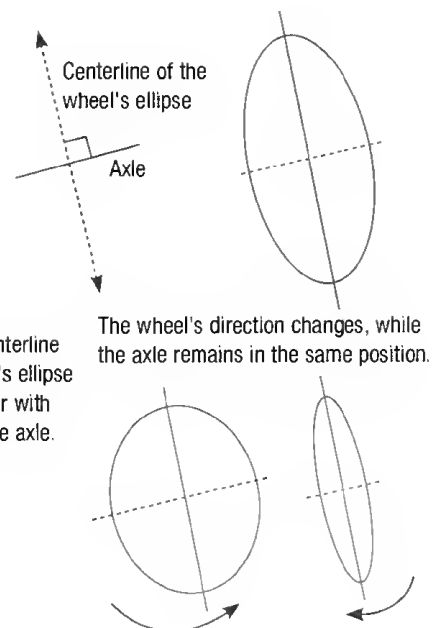 Centerline of the
wheel's ellipse
Axle
nterline
's ellipse
r with
e axle.
The wheel's direction changes, while
the axle remains in the same position.